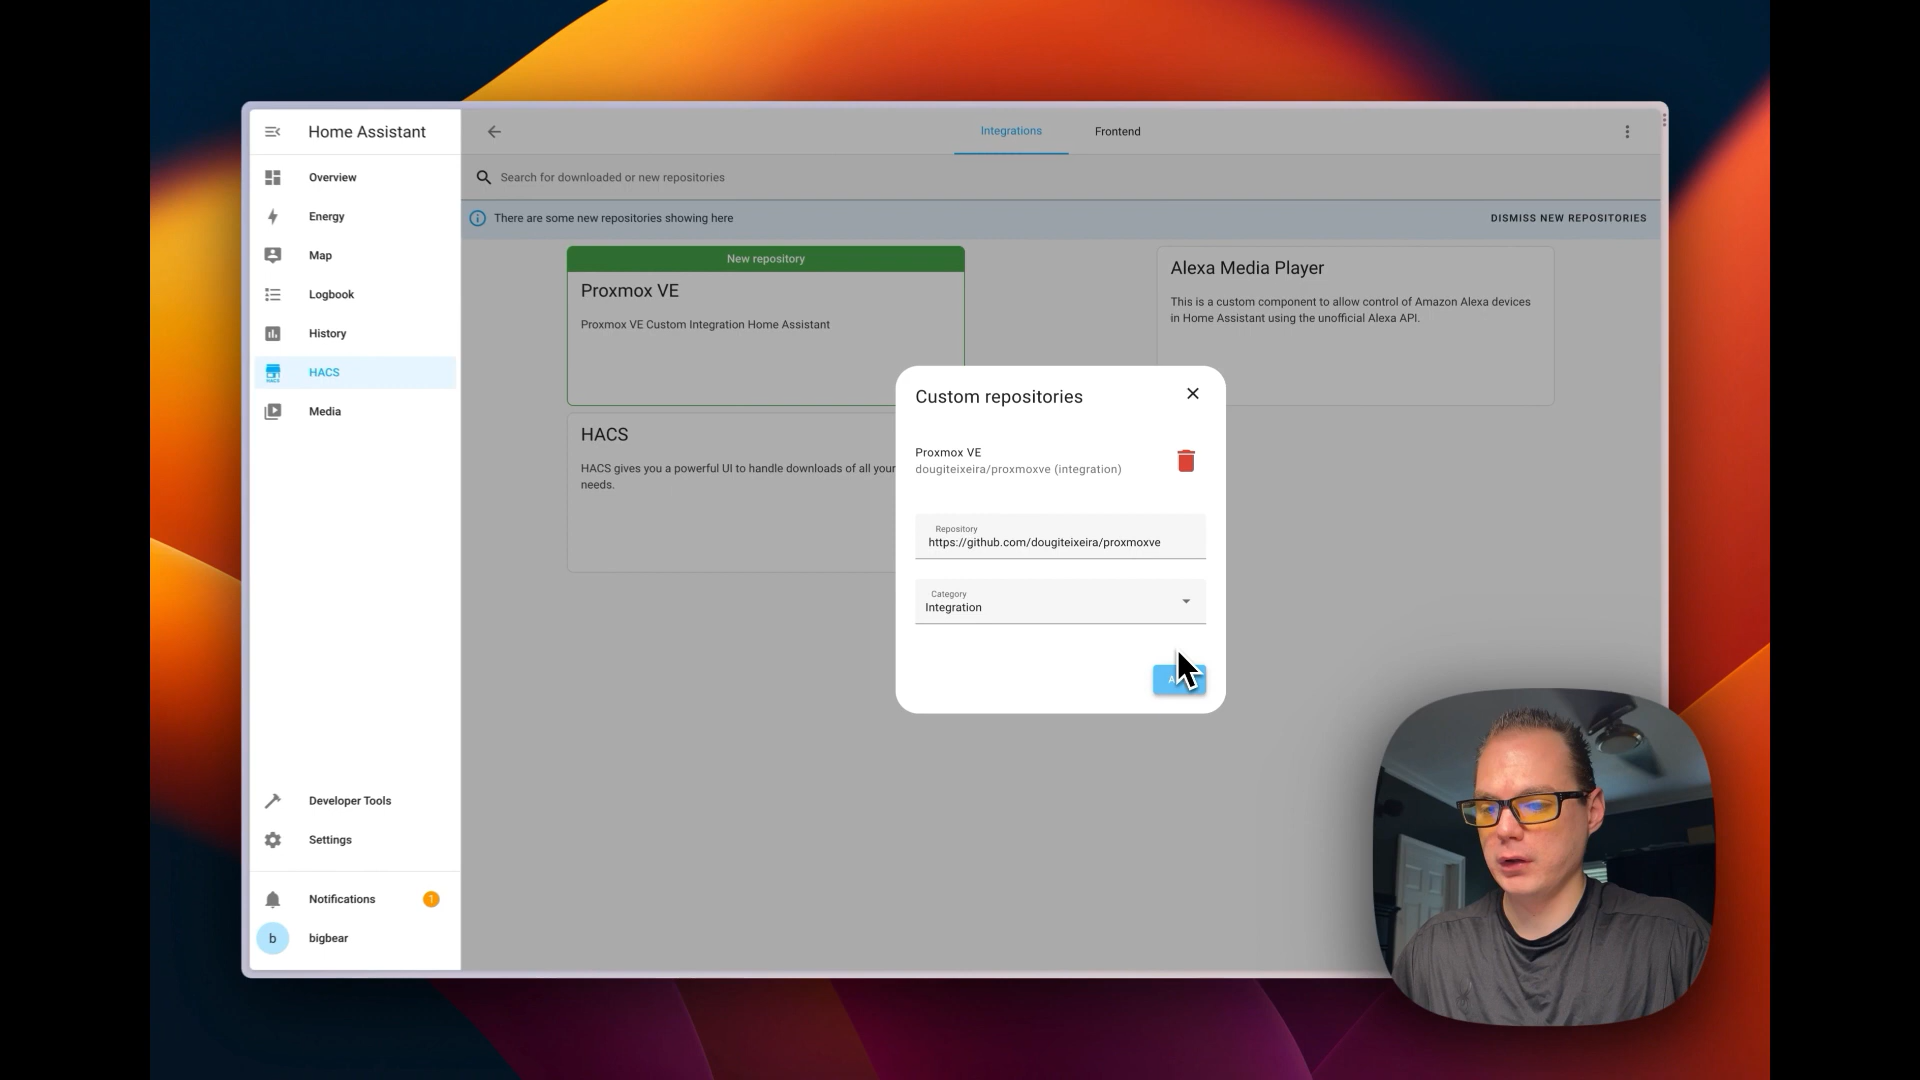 Home Assistant
Overview
Energy
Map
Logbook
History
HACS
HACS
Media
Developer Tools
Settings
Notifications
1
b
bigbear
Integrations
Frontend
Search for downloaded or new repositories
There are some new repositories showing here
DISMISS NEW REPOSITORIES
New repository
Proxmox VE
Proxmox VE Custom Integration Home Assistant
Alexa Media Player
This is a custom component to allow control of Amazon Alexa devices
in Home Assistant using the unofficial Alexa API.
HACS
HACS gives you a powerful UI to handle downloads of all your
needs.
Custom repositories
Proxmox VE
dougiteixeira/proxmoxve (integration)
Repository
https://github.com/dougiteixeira/proxmoxve
Category
Integration